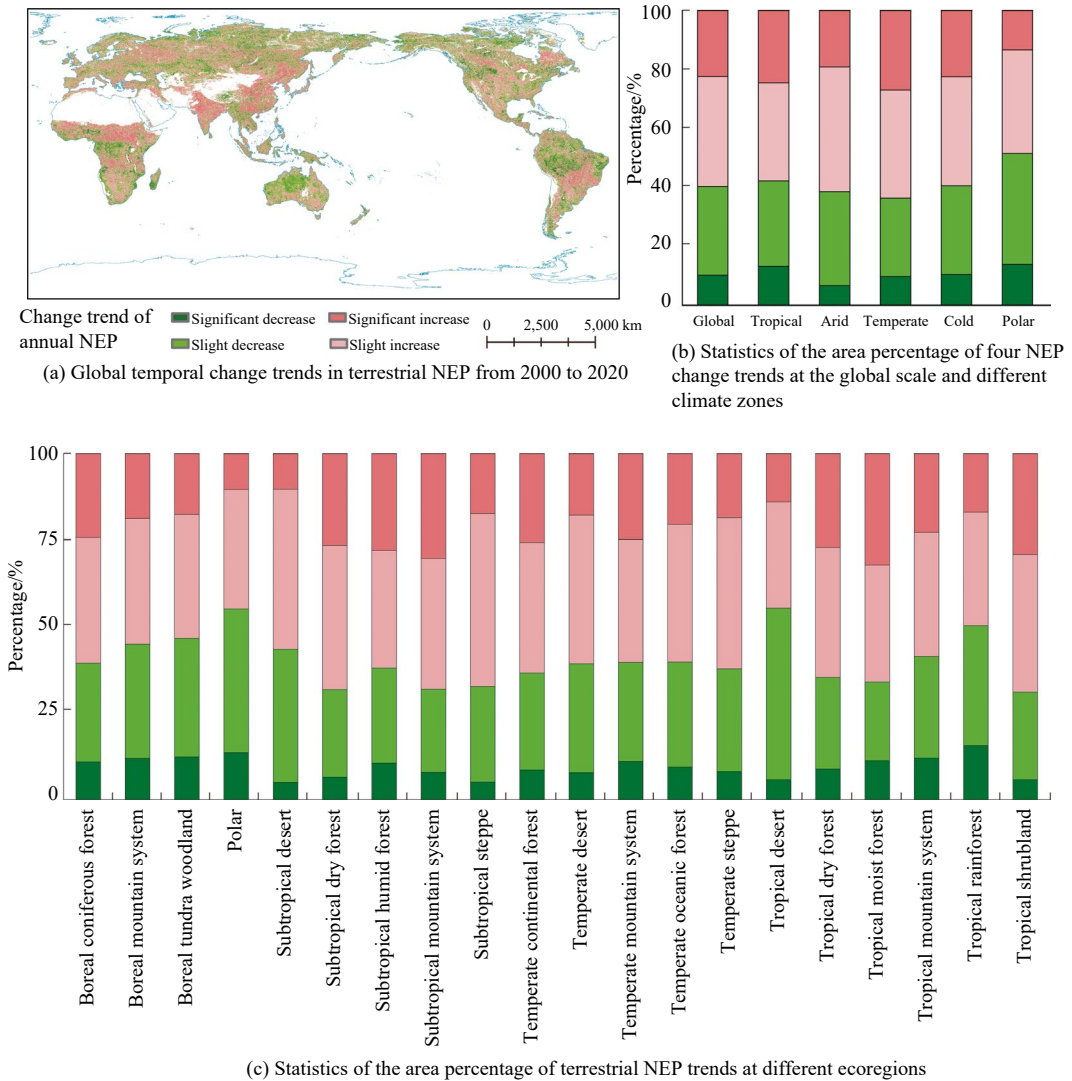 Change trend of
annual NEP
Significant decrease
Significant increase
Slight decrease
Slight increase
0 2,500 5,000 km
(a) Global temporal change trends in terrestrial NEP from 2000 to 2020
Percentage/%
100
80
60
40
20
0
Global Tropical Arid Temperate Cold Polar
(b) Statistics of the area percentage of four NEP
change trends at the global scale and different
climate zones
Percentage/%
100
75
50
25
0
Boreal coniferous forest
Boreal mountain system
Boreal tundra woodland
Polar
Subtropical desert
Subtropical dry forest
Subtropical humid forest
Subtropical mountain system
Subtropical steppe
Temperate continental forest
Temperate desert
Temperate mountain system
Temperate oceanic forest
Temperate steppe
Tropical desert
Tropical dry forest
Tropical moist forest
Tropical mountain system
Tropical rainforest
Tropical shrubland
(c) Statistics of the area percentage of terrestrial NEP trends at different ecoregions